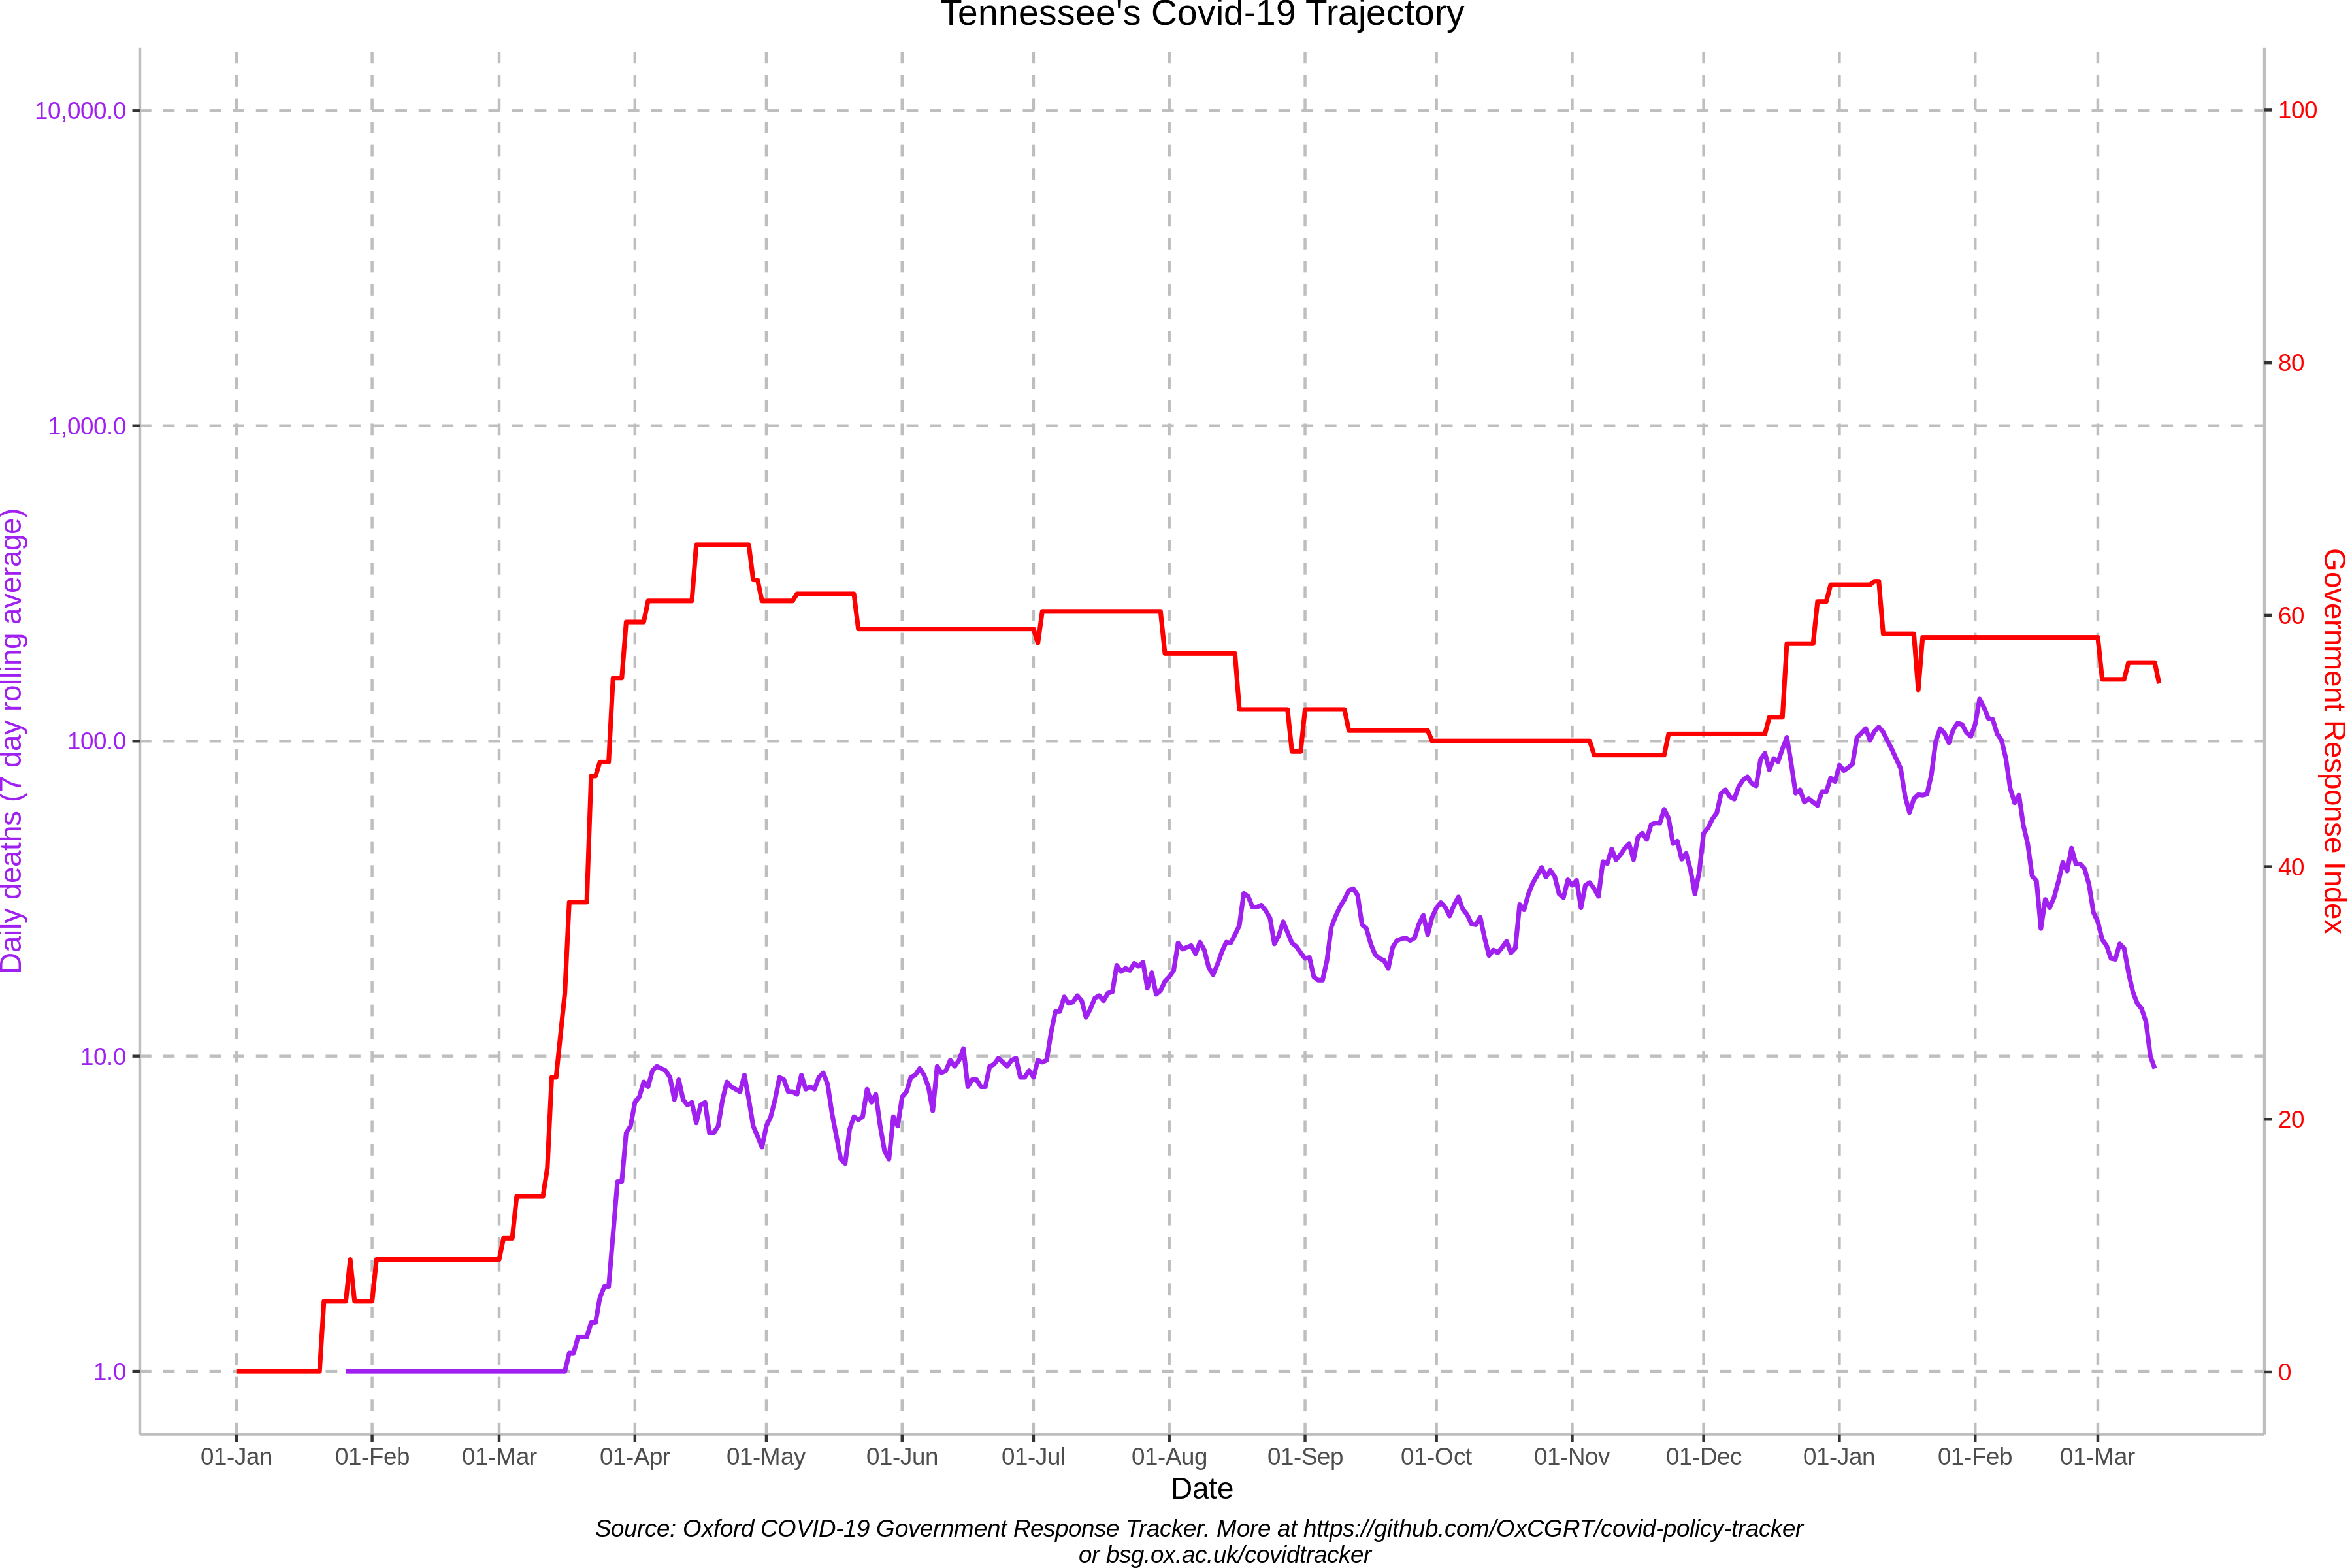 Tennessee's Covid-19 Trajectory
10,000.0
1,000.0
100.0
10.0
1.0
Daily deaths (7 day rolling average)
100
80
60
40
20
0
Government Response Index
01-Jan 01-Feb 01-Mar 01-Apr 01-May 01-Jun 01-Jul 01-Aug 01-Sep 01-Oct 01-Nov 01-Dec 01-Jan 01-Feb 01-Mar
Date
Source: Oxford COVID-19 Government Response Tracker. More at https://github.com/OxCGRT/covid-policy-tracker
or bsg.ox.ac.uk/covidtracker